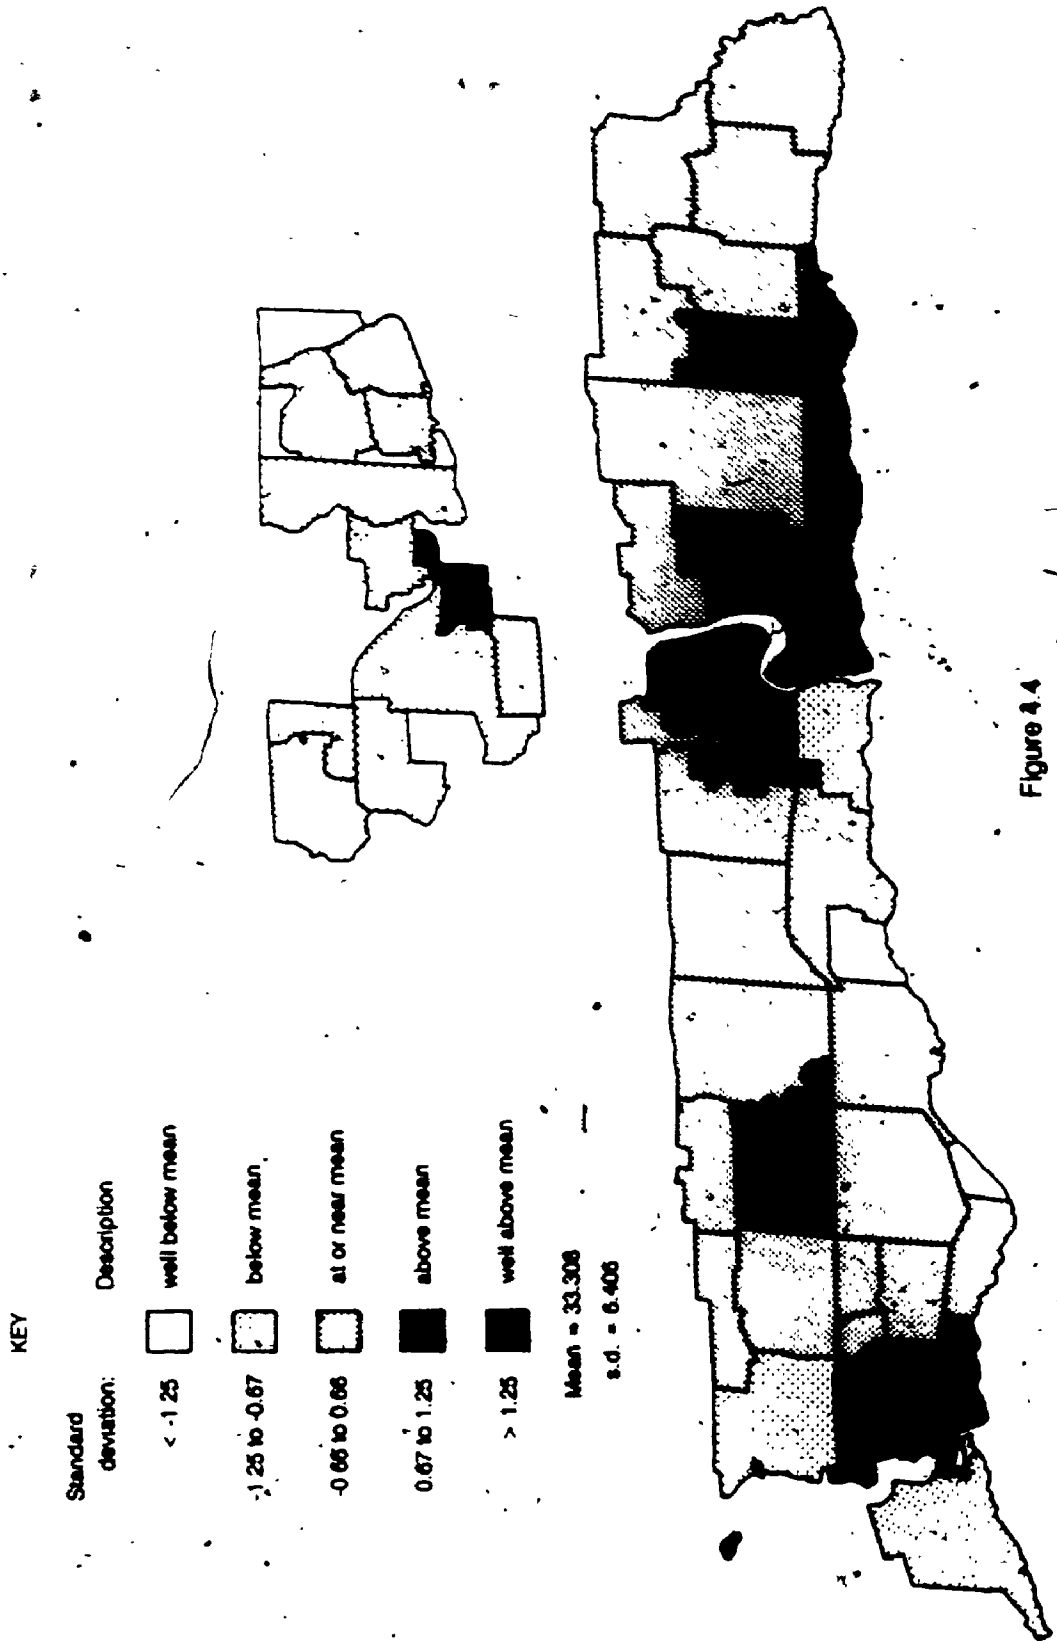 KEY
Standard deviation: Description
< -1.25 well below mean
-1.25 to -0.67 below mean
-0.66 to 0.66 at or near mean
0.67 to 1.25 above mean
> 1.25 well above mean
Mean = 33.308
s.d. = 6.406
Figure 4.4